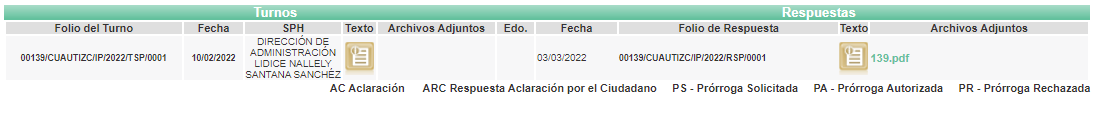 Turnos Respuestas
Folio del Turno Fecha SPH Texto Archivos Adjuntos Edo. Fecha Folio de Respuesta Texto Archivos Adjuntos
00139/CUAUTIZC/IP/2022/TSP/0001 10/02/2022 DIRECCIÓN DE
ADMINISTRACIÓN
LIDICE NALLELY
SANTANA SANCHÉZ
03/03/2022 00139/CUAUTIZC/IP/2022/RSP/0001 139.pdf
AC Aclaración ARC Respuesta Aclaración por el Ciudadano PS - Prórroga Solicitada PA - Prórroga Autorizada PR - Prórroga Rechazada